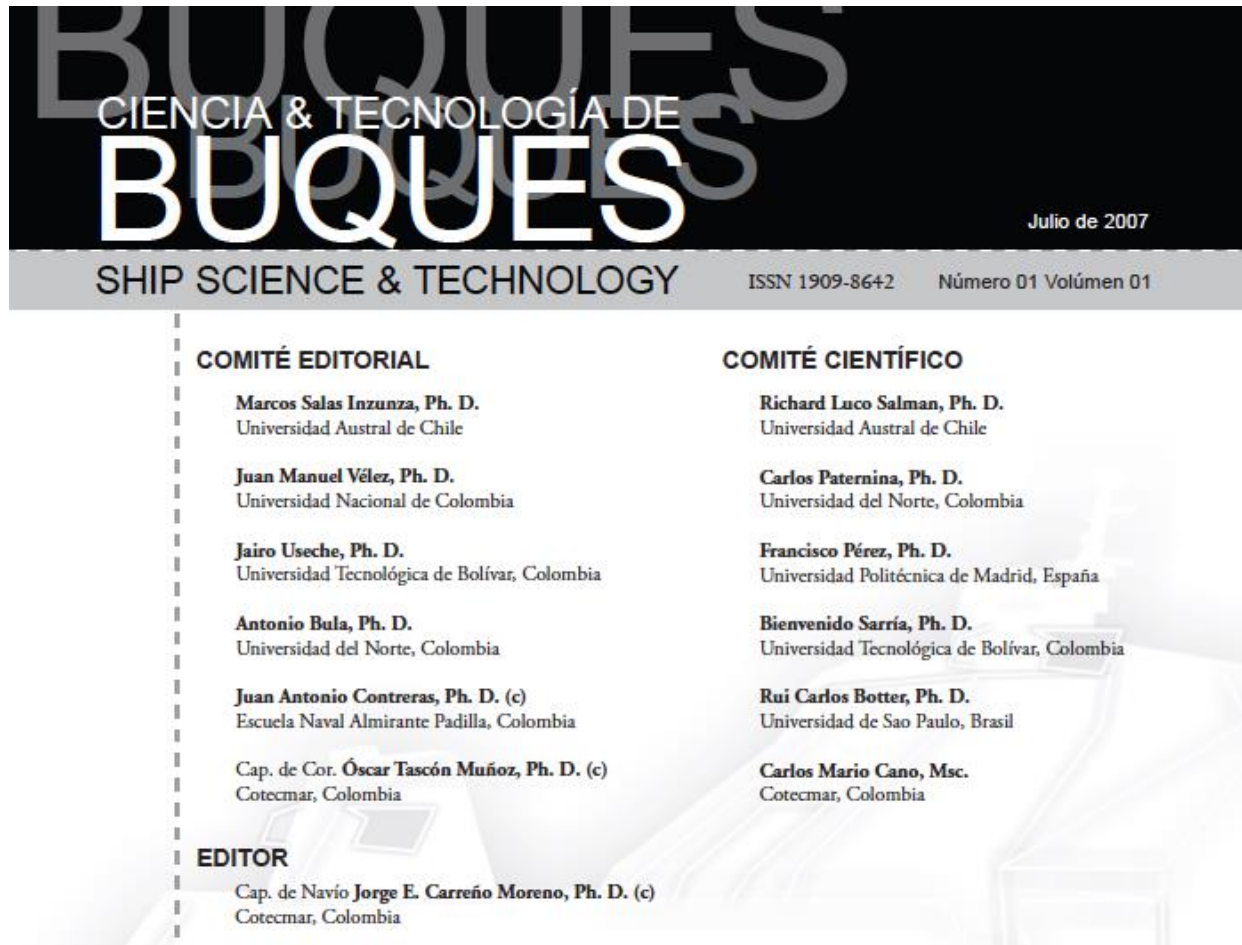 BUQUES
BUQUES
CIENCIA & TECNOLOGÍA DE
BUQUES
Julio de 2007
SHIP SCIENCE & TECHNOLOGY
ISSN 1909-8642
Número 01 Volúmen 01
COMITÉ EDITORIAL
Marcos Salas Inzunza, Ph. D.
Universidad Austral de Chile
Juan Manuel Vélez, Ph. D.
Universidad Nacional de Colombia
Jairo Useche, Ph. D.
Universidad Tecnológica de Bolívar, Colombia
Antonio Bula, Ph. D.
Universidad del Norte, Colombia
Juan Antonio Contreras, Ph. D. (c)
Escuela Naval Almirante Padilla, Colombia
Cap. de Cor. Óscar Tascón Muñoz, Ph. D. (c)
Cotecmar, Colombia
EDITOR
Cap. de Navío Jorge E. Carreño Moreno, Ph. D. (c)
Cotecmar, Colombia
COMITÉ CIENTÍFICO
Richard Luco Salman, Ph. D.
Universidad Austral de Chile
Carlos Paternina, Ph. D.
Universidad del Norte, Colombia
Francisco Pérez, Ph. D.
Universidad Politécnica de Madrid, España
Bienvenido Sarría, Ph. D.
Universidad Tecnológica de Bolívar, Colombia
Rui Carlos Botter, Ph. D.
Universidad de Sao Paulo, Brasil
Carlos Mario Cano, Msc.
Cotecmar, Colombia